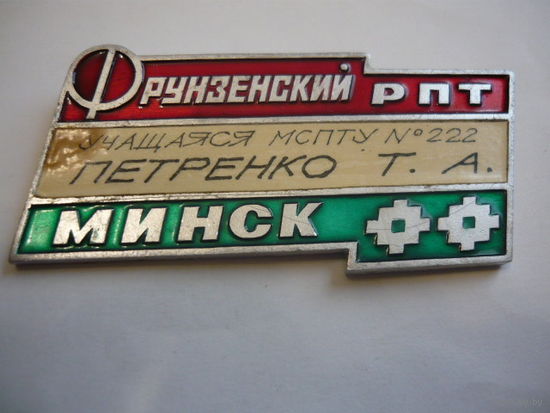 ФРУНЗЕНСКИЙ РПТ
УЧАЩАЯСЯ МСПТУ №222
ПЕТРЕНКО Т. А.
МИНСК